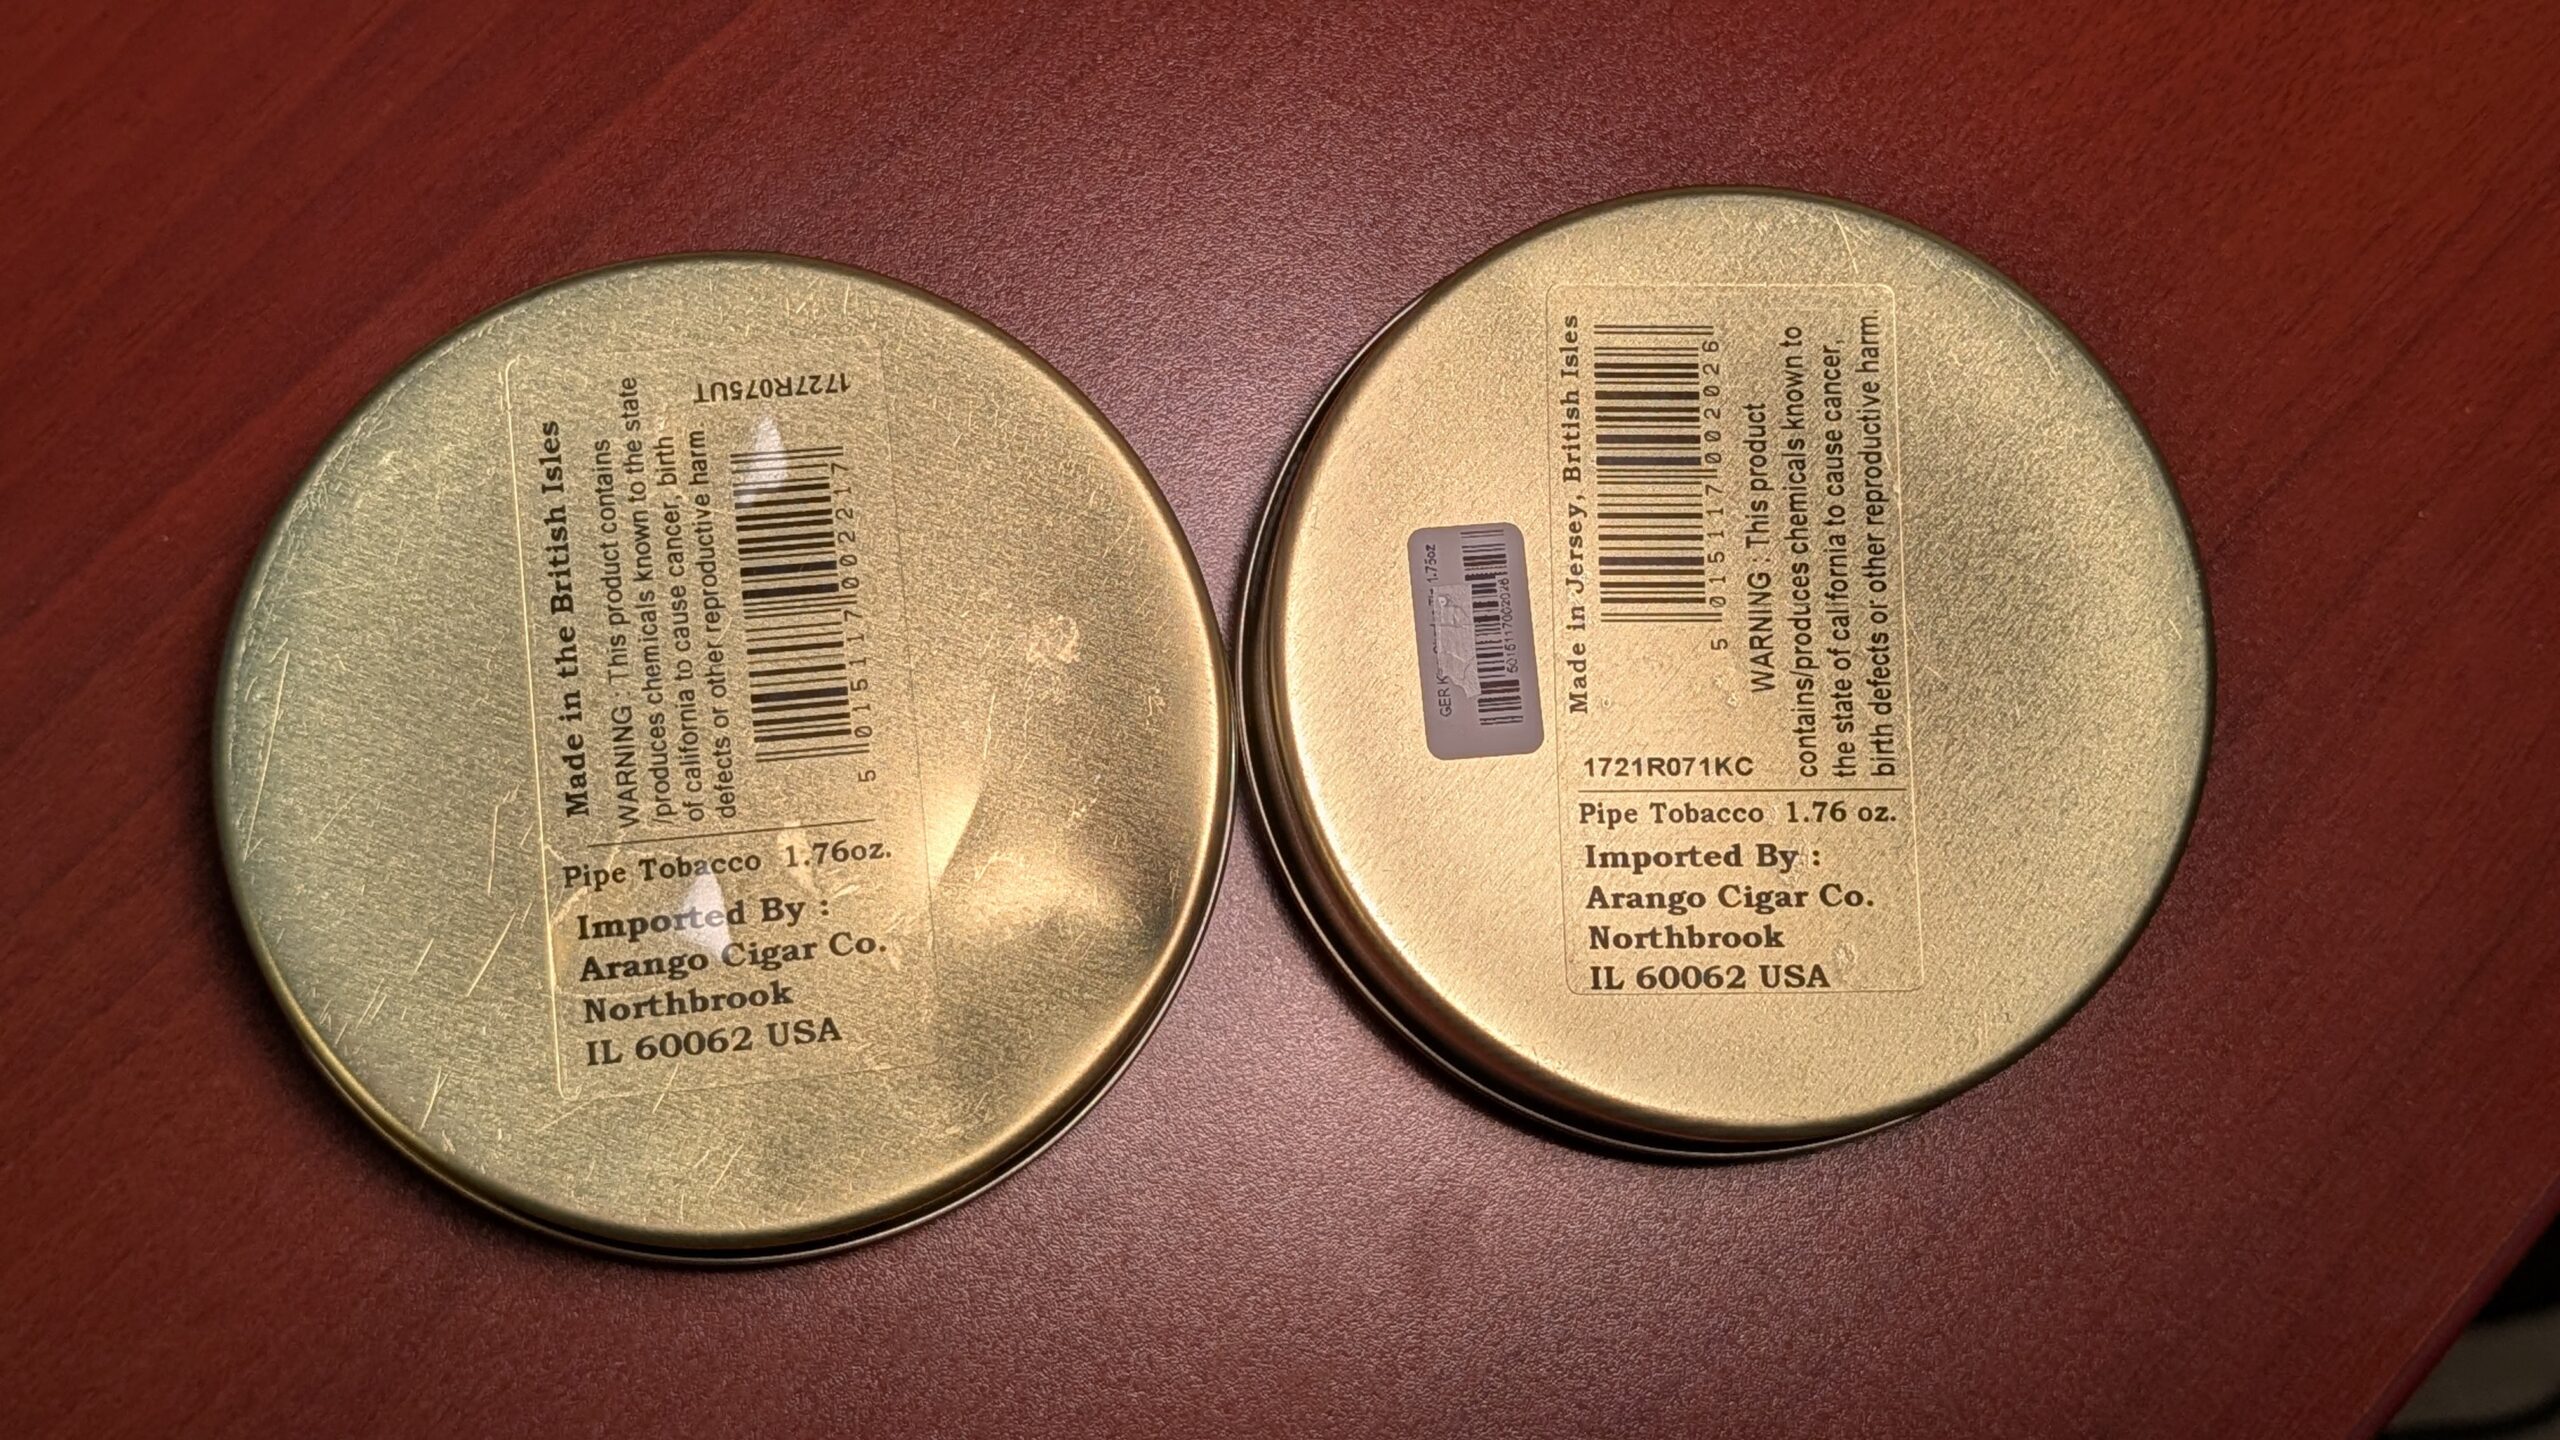 Made in the British Isles
WARNING : This product contains
/produces chemicals known to the state
of california to cause cancer, birth
defects or other reproductive harm.
1727R075UT
5 015117 002217
Pipe Tobacco 1.76oz.
Imported By :
Arango Cigar Co.
Northbrook
IL 60062 USA
GER 1.75oz
5015117002026
Made in Jersey, British Isles
5 015117 002026
WARNING : This product
contains/produces chemicals known to
the state of california to cause cancer,
birth defects or other reproductive harm.
1721R071KC
Pipe Tobacco 1.76 oz.
Imported By :
Arango Cigar Co.
Northbrook
IL 60062 USA